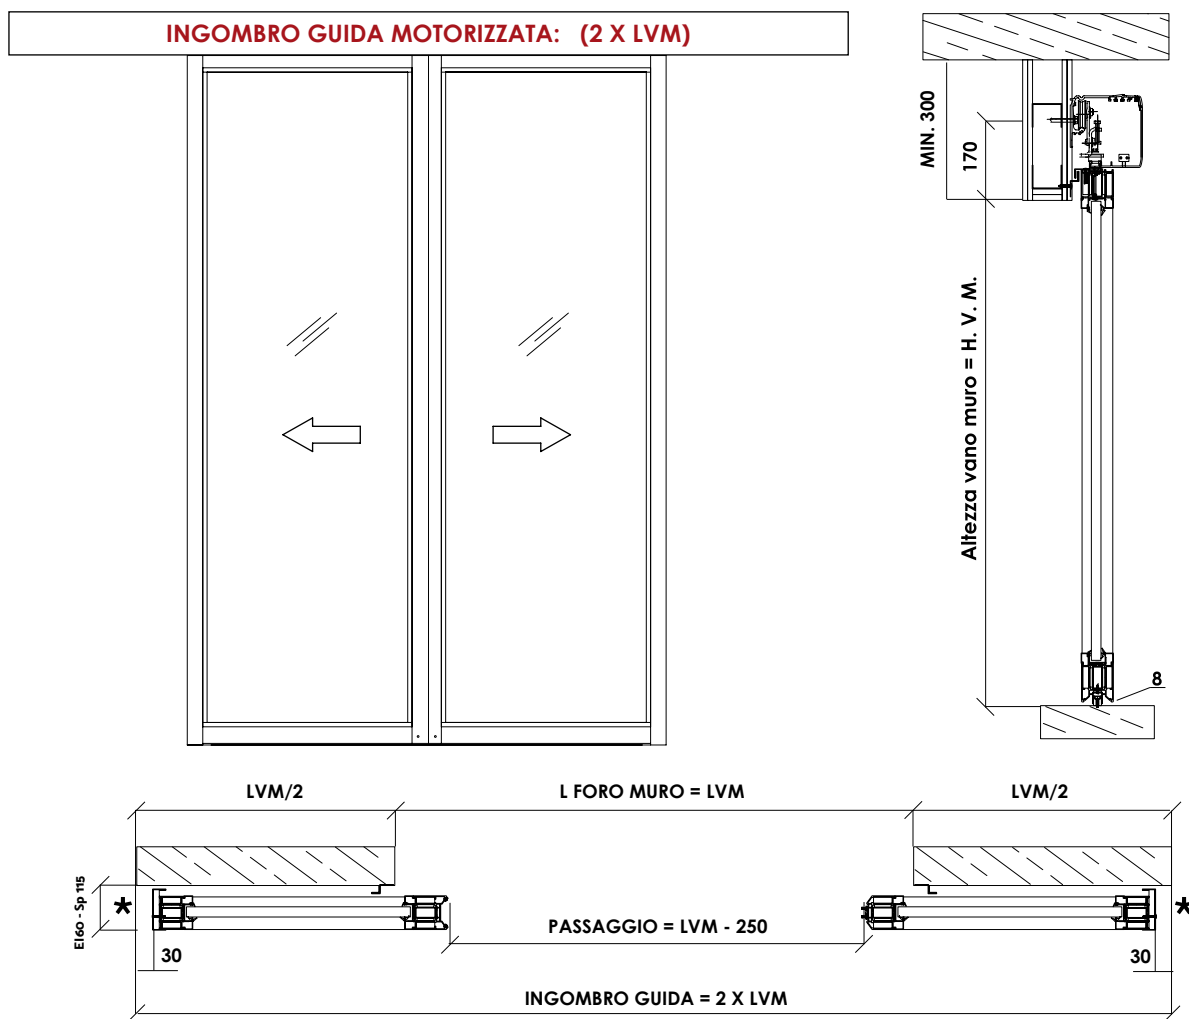 INGOMBRO GUIDA MOTORIZZATA: (2 X LVM)
MIN. 300
170
Altezza vano muro = H. V. M.
8
LVM/2
L FORO MURO = LVM
LVM/2
EI60 - Sp 115
*
PASSAGGIO = LVM - 250
*
30
30
INGOMBRO GUIDA = 2 X LVM